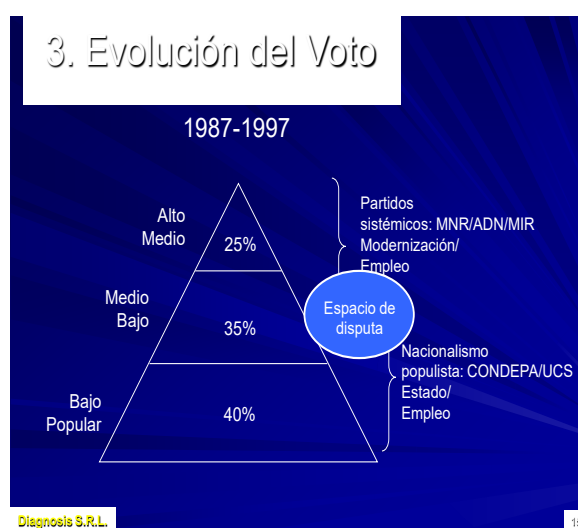 3. Evolución del Voto
1987-1997
Alto
Medio
25%
Partidos
sistémicos: MNR/ADN/MIR
Modernización/
Empleo
Medio
Bajo
35%
Espacio de
disputa
Nacionalismo
populista: CONDEPA/UCS
Estado/
Empleo
Bajo
Popular
40%
Diagnosis S.R.L.